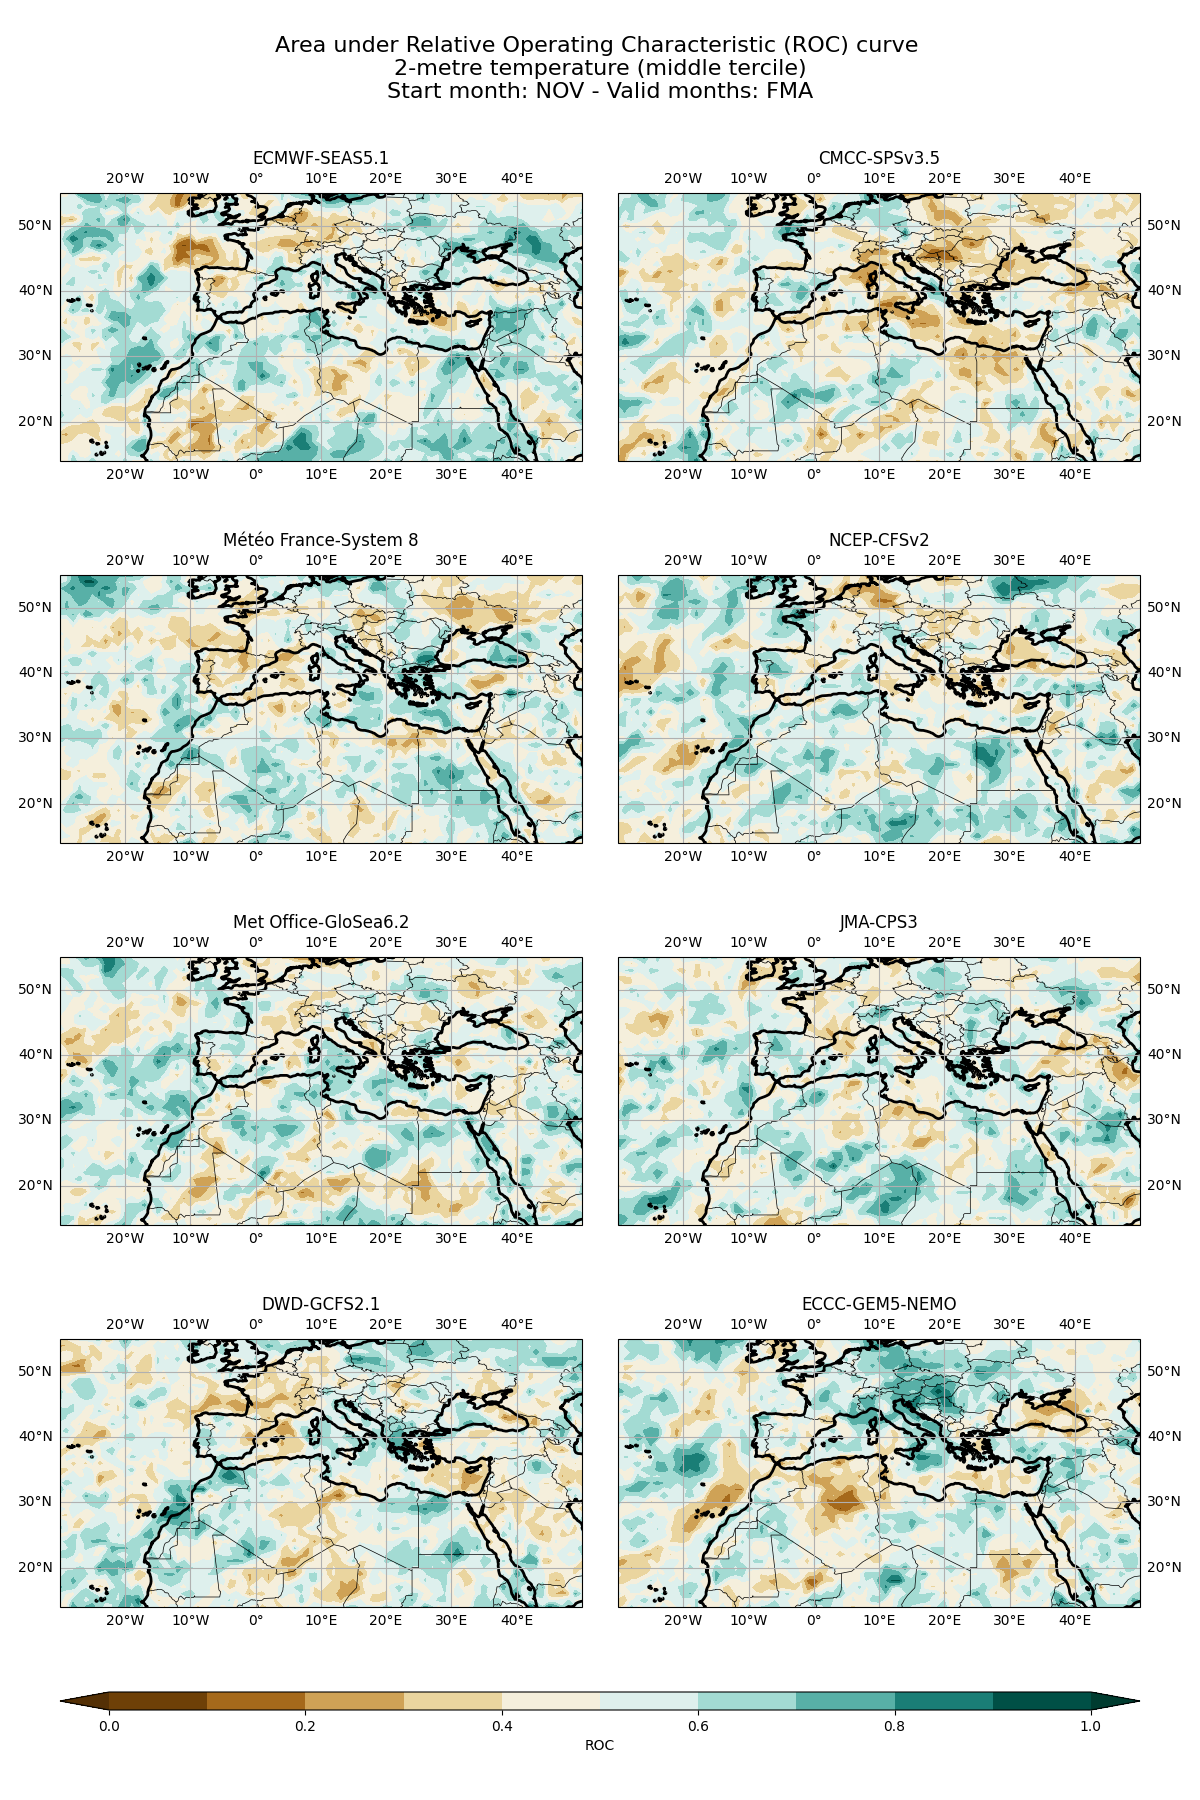 Area under Relative Operating Characteristic (ROC) curve
2-metre temperature (middle tercile)
Start month: NOV - Valid months: FMA
ECMWF-SEAS5.1
20°W 10°W 0° 10°E 20°E 30°E 40°E
50°N
40°N
30°N
20°N
20°W 10°W 0° 10°E 20°E 30°E 40°E
CMCC-SPSv3.5
20°W 10°W 0° 10°E 20°E 30°E 40°E
50°N
40°N
30°N
20°N
20°W 10°W 0° 10°E 20°E 30°E 40°E
Météo France-System 8
20°W 10°W 0° 10°E 20°E 30°E 40°E
50°N
40°N
30°N
20°N
20°W 10°W 0° 10°E 20°E 30°E 40°E
NCEP-CFSv2
20°W 10°W 0° 10°E 20°E 30°E 40°E
50°N
40°N
30°N
20°N
20°W 10°W 0° 10°E 20°E 30°E 40°E
Met Office-GloSea6.2
20°W 10°W 0° 10°E 20°E 30°E 40°E
50°N
40°N
30°N
20°N
20°W 10°W 0° 10°E 20°E 30°E 40°E
JMA-CPS3
20°W 10°W 0° 10°E 20°E 30°E 40°E
50°N
40°N
30°N
20°N
20°W 10°W 0° 10°E 20°E 30°E 40°E
DWD-GCFS2.1
20°W 10°W 0° 10°E 20°E 30°E 40°E
50°N
40°N
30°N
20°N
20°W 10°W 0° 10°E 20°E 30°E 40°E
ECCC-GEM5-NEMO
20°W 10°W 0° 10°E 20°E 30°E 40°E
50°N
40°N
30°N
20°N
20°W 10°W 0° 10°E 20°E 30°E 40°E
0.0 0.2 0.4 0.6 0.8 1.0
ROC